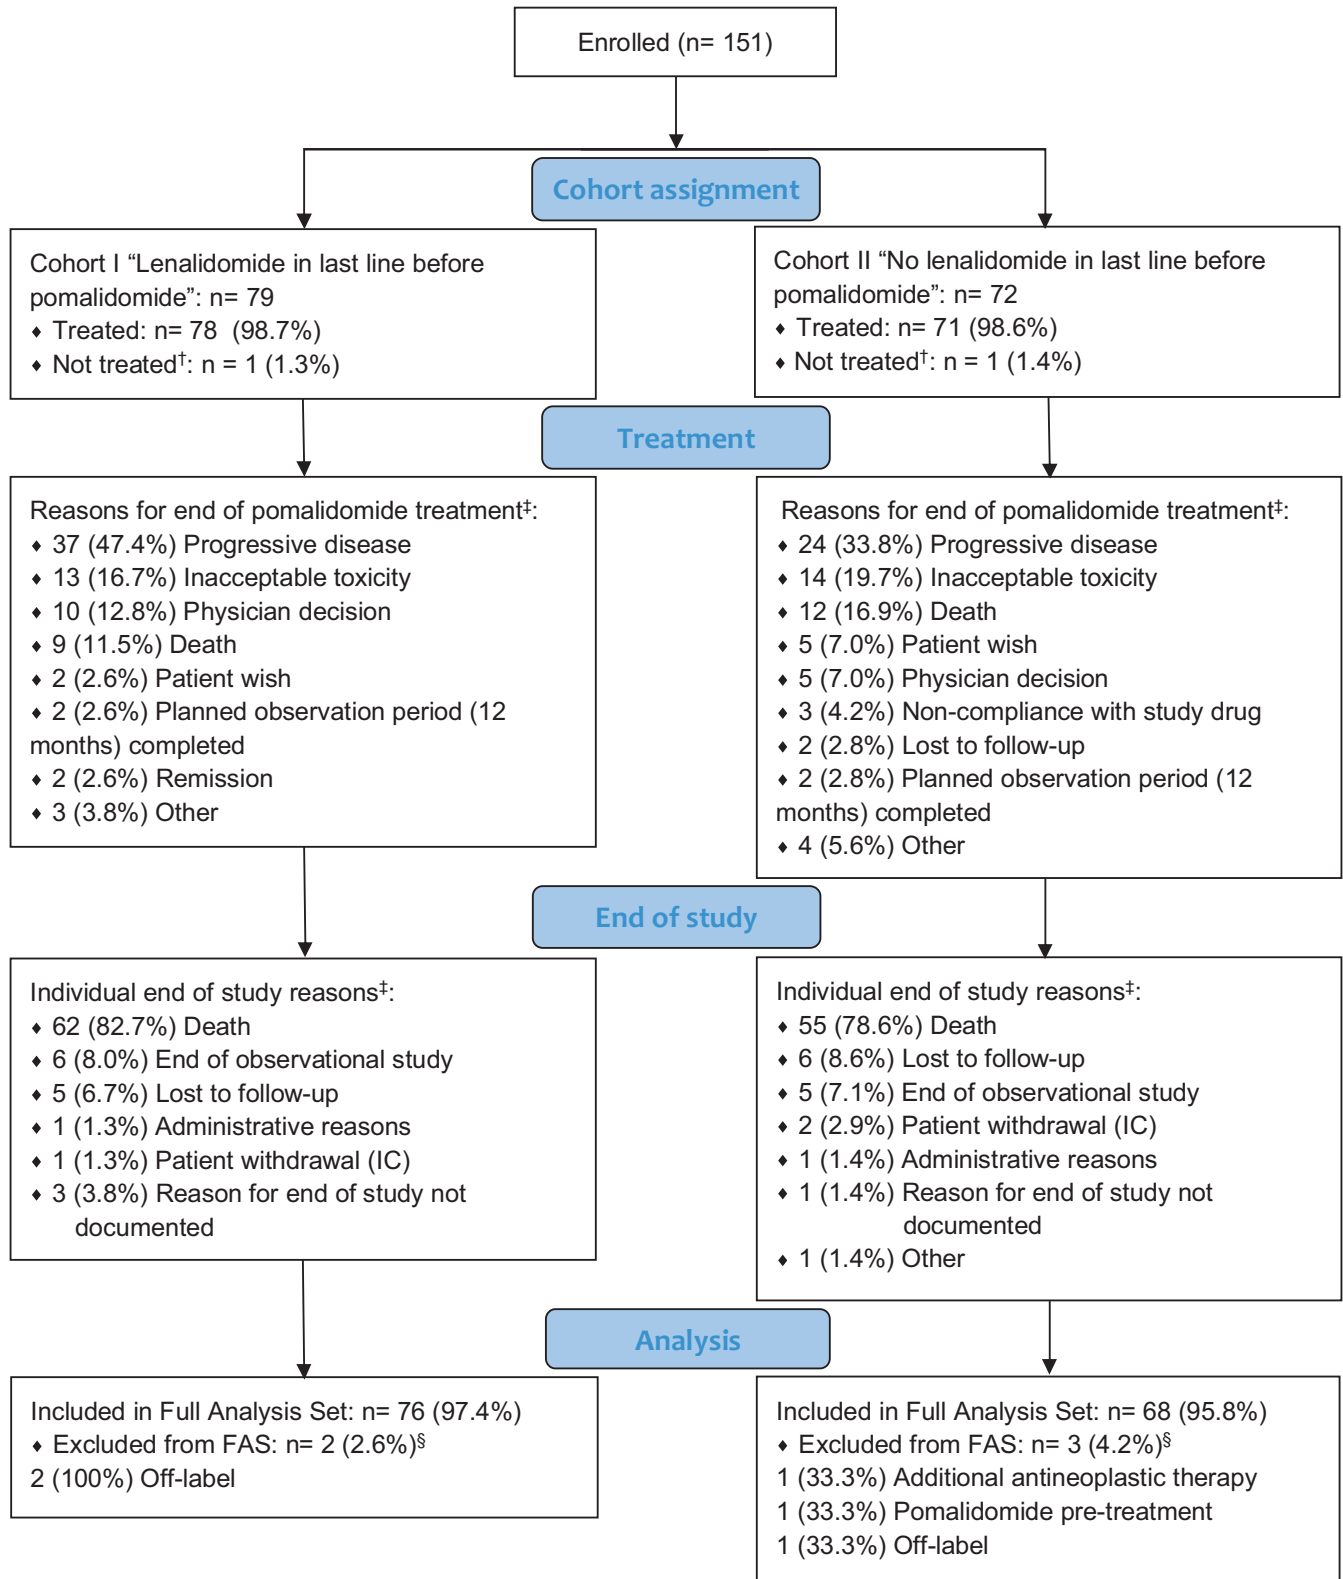 Enrolled (n= 151)
Cohort assignment
Cohort I “Lenalidomide in last line before
pomalidomide”: n= 79
♦ Treated: n= 78 (98.7%)
♦ Not treated†: n = 1 (1.3%)
Cohort II “No lenalidomide in last line before
pomalidomide”: n= 72
♦ Treated: n= 71 (98.6%)
♦ Not treated†: n = 1 (1.4%)
Treatment
Reasons for end of pomalidomide treatment‡:
♦ 37 (47.4%) Progressive disease
♦ 13 (16.7%) Inacceptable toxicity
♦ 10 (12.8%) Physician decision
♦ 9 (11.5%) Death
♦ 2 (2.6%) Patient wish
♦ 2 (2.6%) Planned observation period (12
months) completed
♦ 2 (2.6%) Remission
♦ 3 (3.8%) Other
Reasons for end of pomalidomide treatment‡:
♦ 24 (33.8%) Progressive disease
♦ 14 (19.7%) Inacceptable toxicity
♦ 12 (16.9%) Death
♦ 5 (7.0%) Patient wish
♦ 5 (7.0%) Physician decision
♦ 3 (4.2%) Non-compliance with study drug
♦ 2 (2.8%) Lost to follow-up
♦ 2 (2.8%) Planned observation period (12
months) completed
♦ 4 (5.6%) Other
End of study
Individual end of study reasons‡:
♦ 62 (82.7%) Death
♦ 6 (8.0%) End of observational study
♦ 5 (6.7%) Lost to follow-up
♦ 1 (1.3%) Administrative reasons
♦ 1 (1.3%) Patient withdrawal (IC)
♦ 3 (3.8%) Reason for end of study not
documented
Individual end of study reasons‡:
♦ 55 (78.6%) Death
♦ 6 (8.6%) Lost to follow-up
♦ 5 (7.1%) End of observational study
♦ 2 (2.9%) Patient withdrawal (IC)
♦ 1 (1.4%) Administrative reasons
♦ 1 (1.4%) Reason for end of study not
documented
♦ 1 (1.4%) Other
Analysis
Included in Full Analysis Set: n= 76 (97.4%)
♦ Excluded from FAS: n= 2 (2.6%)§
2 (100%) Off-label
Included in Full Analysis Set: n= 68 (95.8%)
♦ Excluded from FAS: n= 3 (4.2%)§
1 (33.3%) Additional antineoplastic therapy
1 (33.3%) Pomalidomide pre-treatment
1 (33.3%) Off-label